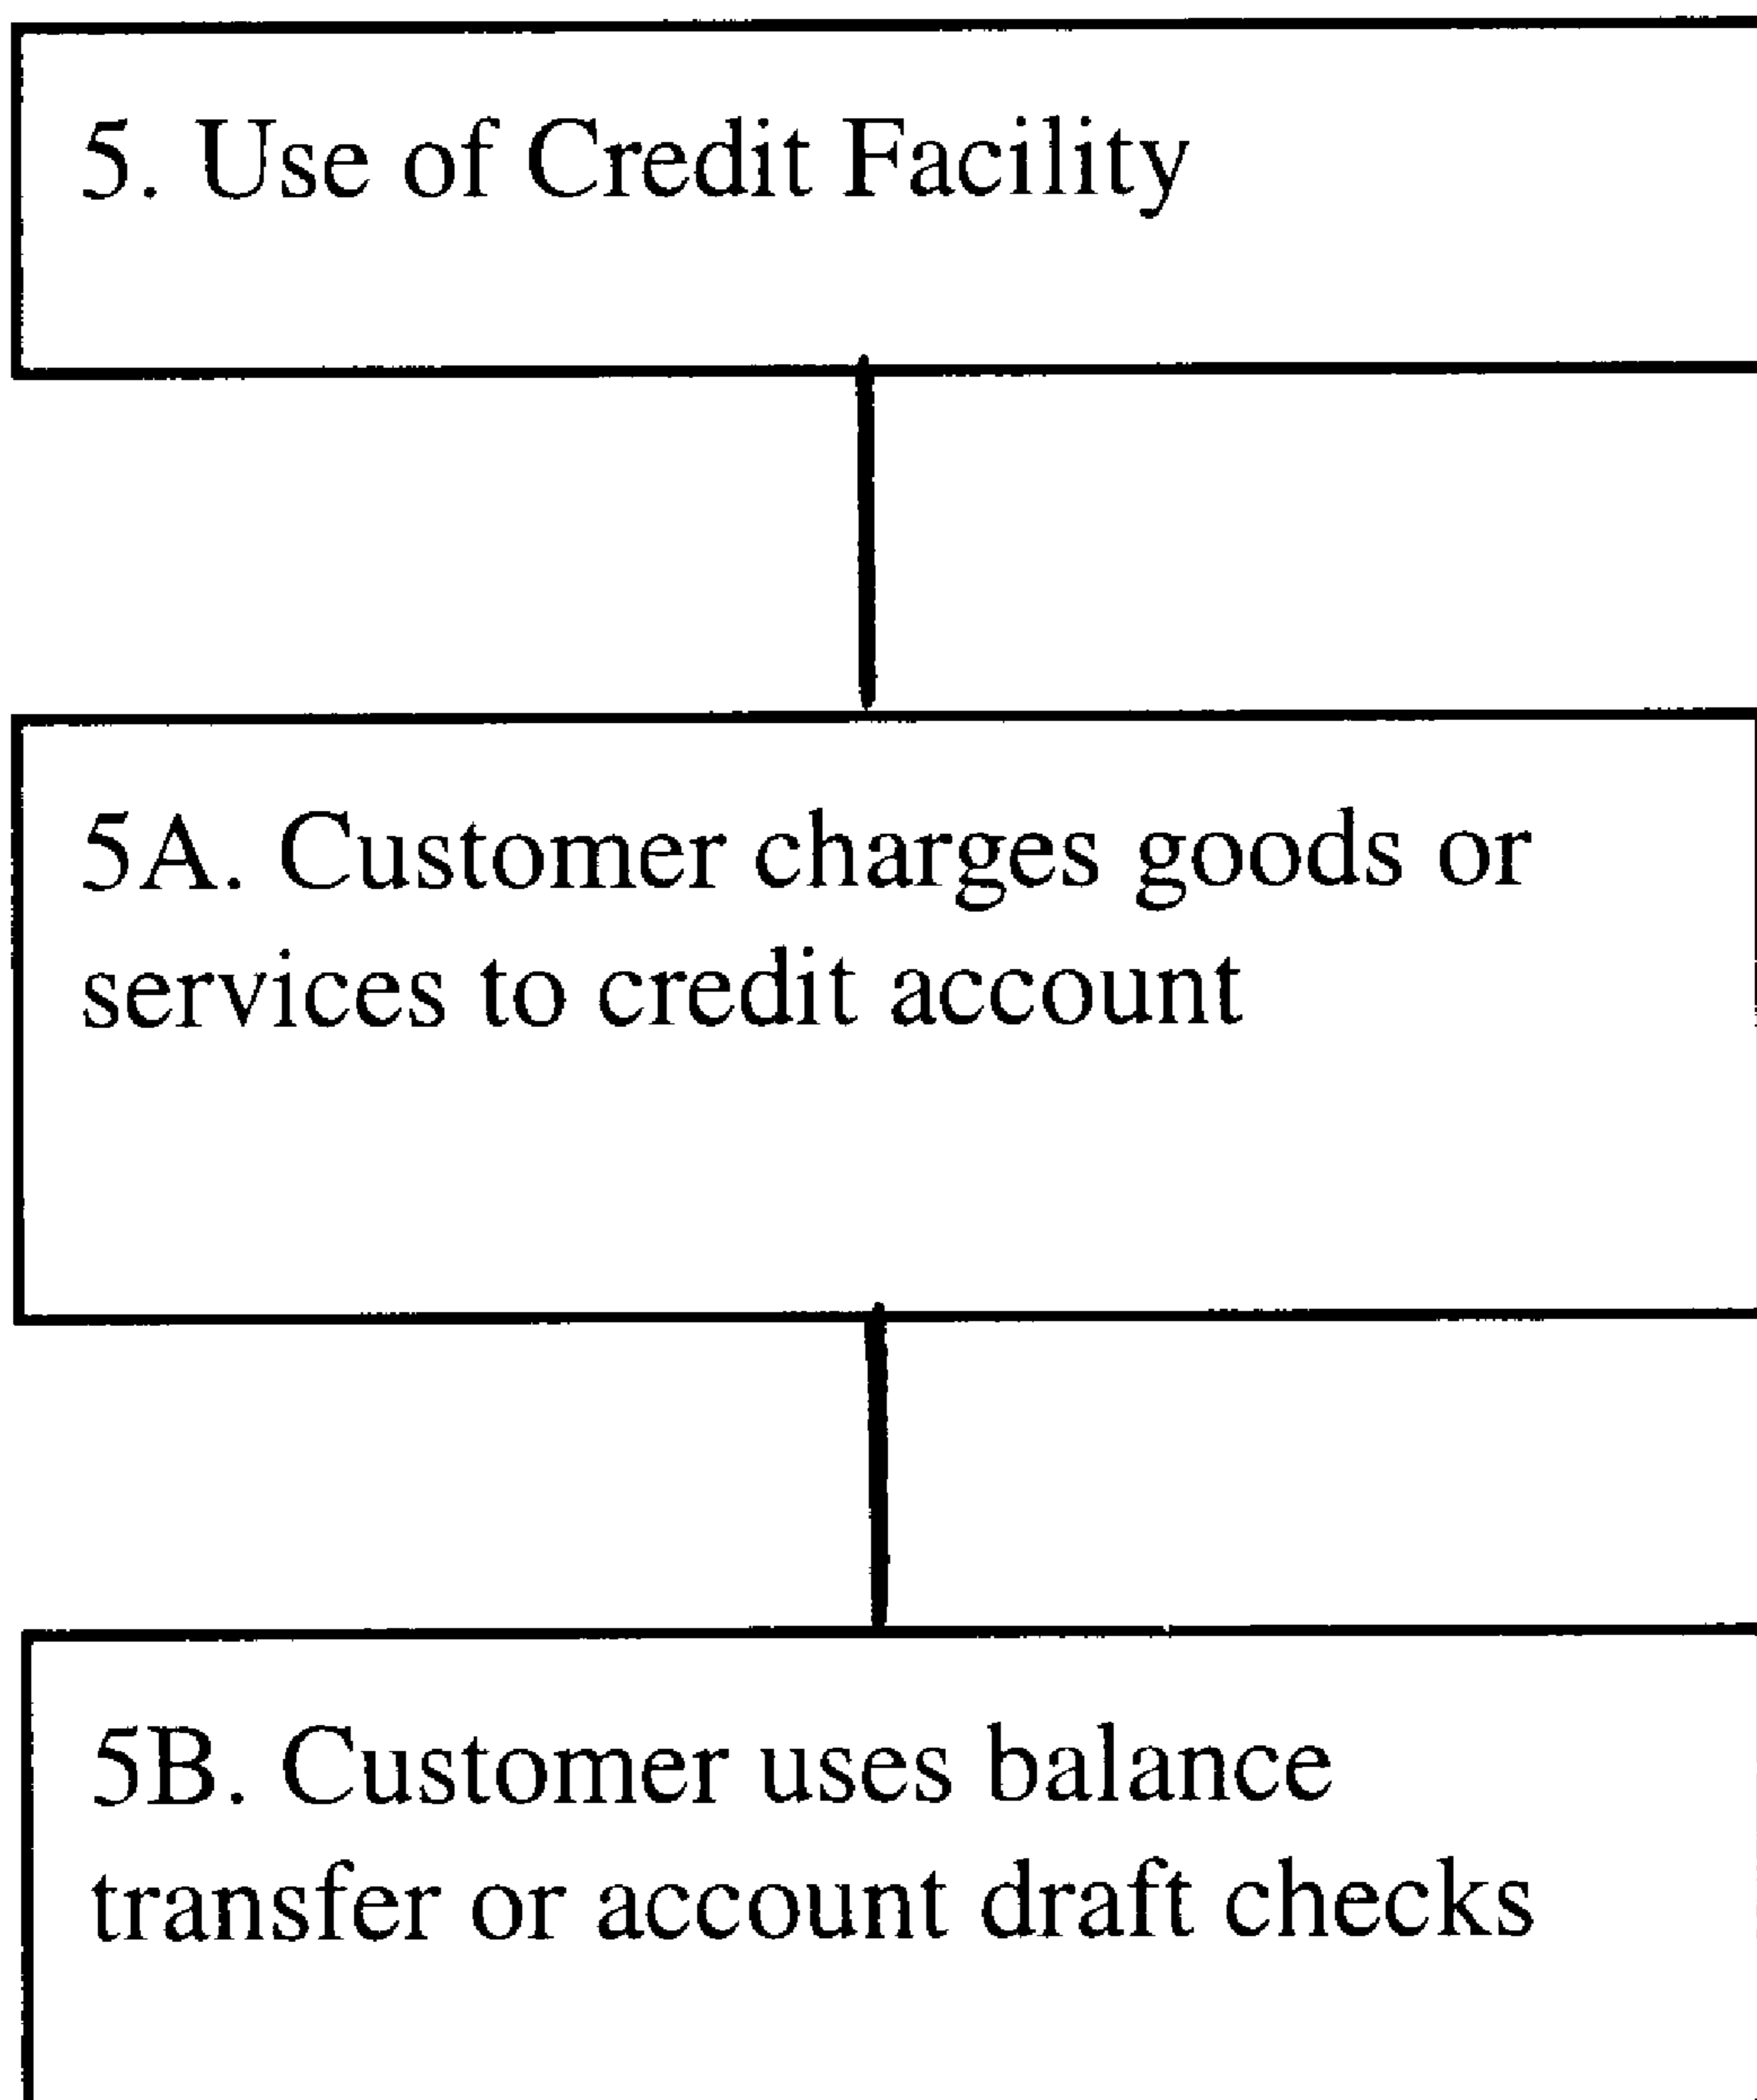 5. Use of Credit Facility
5A. Customer charges goods or
services to credit account
5B. Customer uses balance
transfer or account draft checks